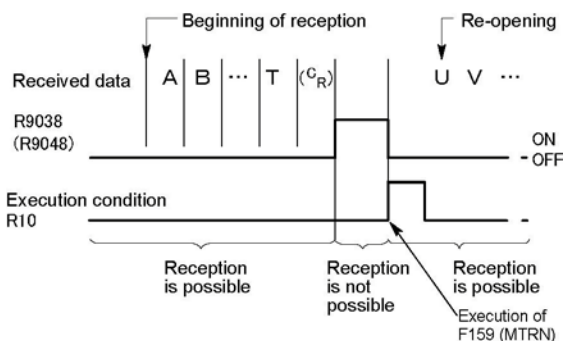 Beginning of reception
Re-opening
Received data
A B ... T (CR) U V ...
R9038
(R9048)
ON
OFF
Execution condition
R10
Reception
is possible
Reception
is not
possible
Reception
is possible
Execution of
F159 (MTRN)